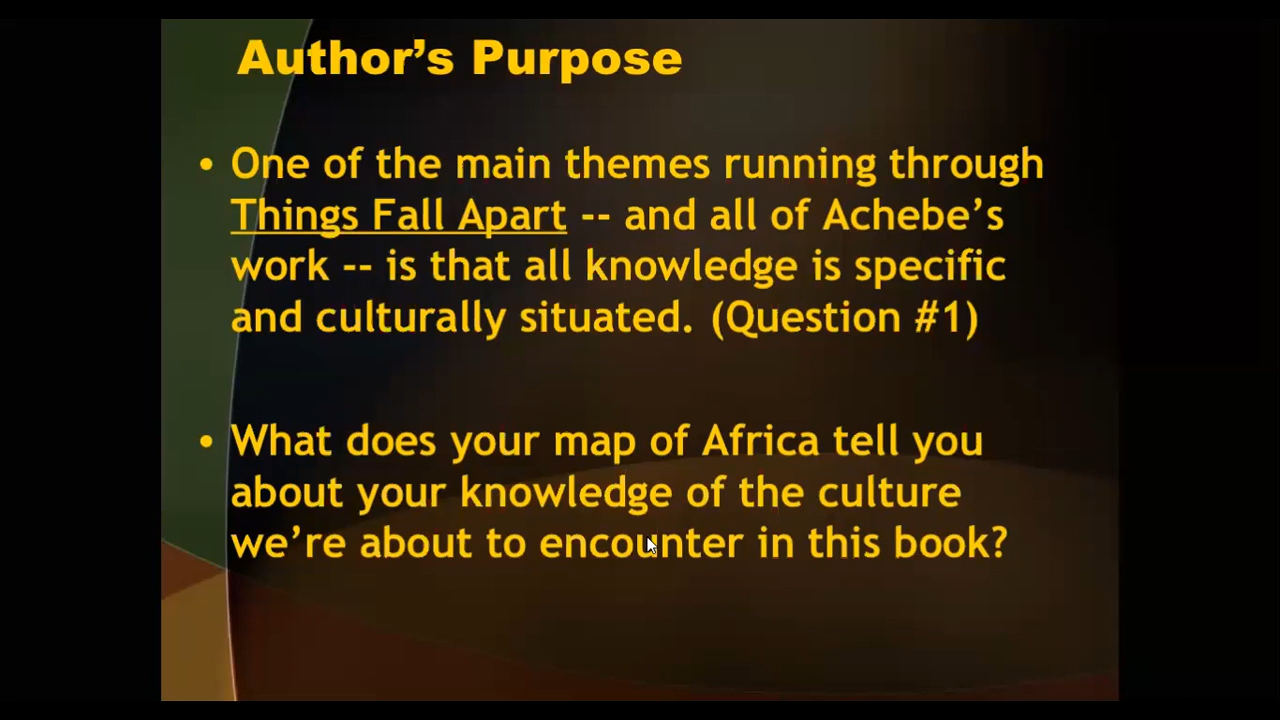 Author’s Purpose
• One of the main themes running through
Things Fall Apart -- and all of Achebe’s
work -- is that all knowledge is specific
and culturally situated. (Question #1)
• What does your map of Africa tell you
about your knowledge of the culture
we’re about to encounter in this book?